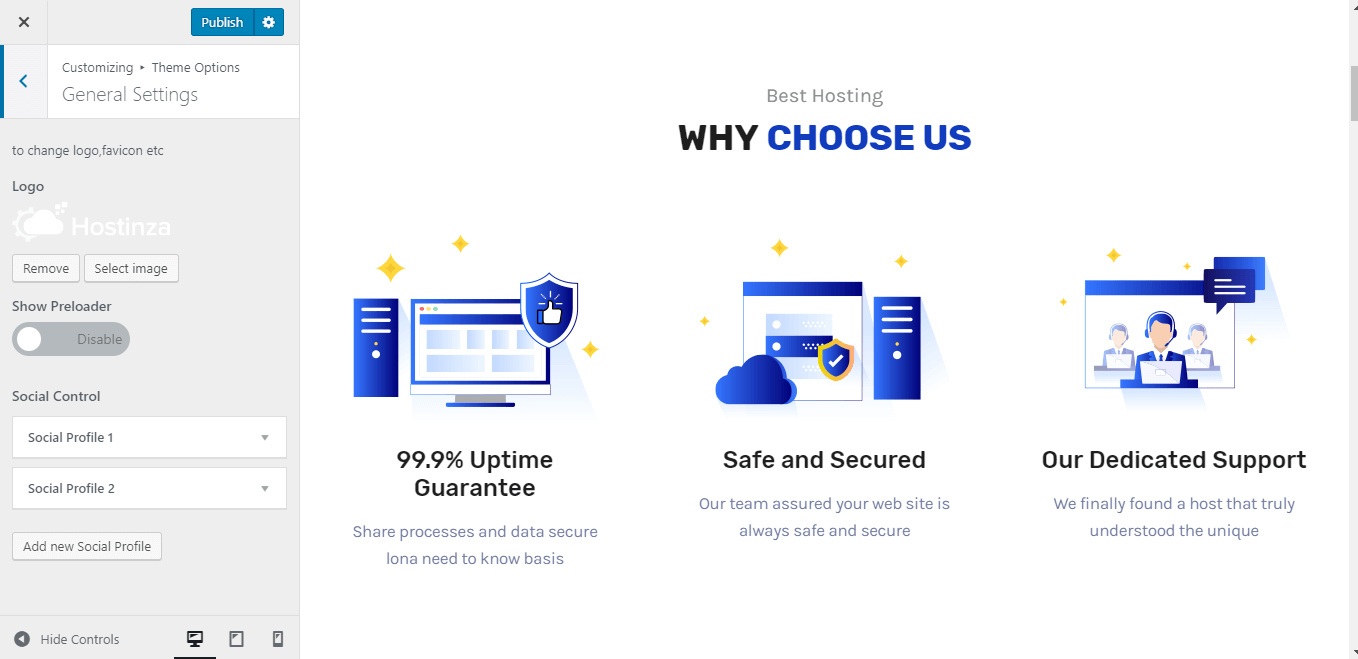 Publish
Customizing ▸ Theme Options
General Settings
to change logo,favicon etc
Logo
Hostinza
Remove
Select image
Show Preloader
Disable
Social Control
Social Profile 1
Social Profile 2
Add new Social Profile
Hide Controls
Best Hosting
WHY CHOOSE US
99.9% Uptime
Guarantee
Share processes and data secure
lona need to know basis
Safe and Secured
Our team assured your web site is
always safe and secure
Our Dedicated Support
We finally found a host that truly
understood the unique